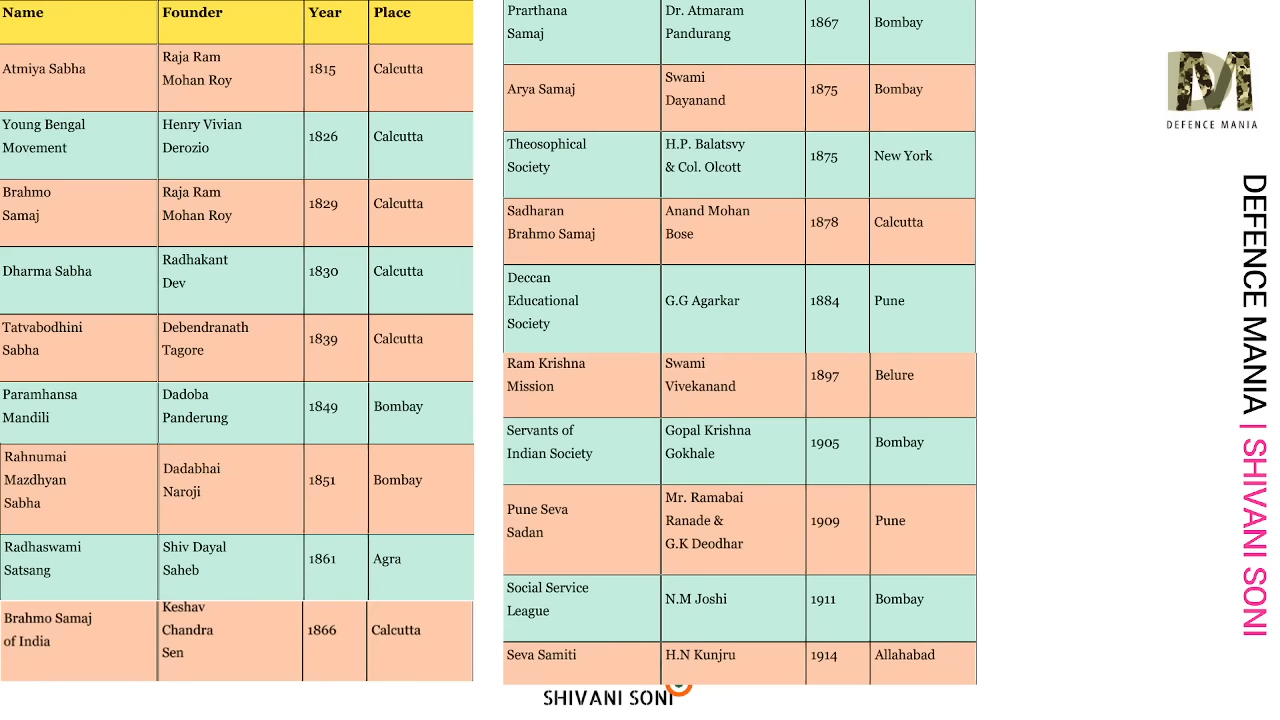 Name Founder Year Place
Atmiya Sabha Raja Ram Mohan Roy 1815 Calcutta
Young Bengal Movement Henry Vivian Derozio 1826 Calcutta
Brahmo Samaj Raja Ram Mohan Roy 1829 Calcutta
Dharma Sabha Radhakant Dev 1830 Calcutta
Tatvabodhini Sabha Debendranath Tagore 1839 Calcutta
Paramhansa Mandili Dadoba Panderung 1849 Bombay
Rahnumai Mazdhyan Sabha Dadabhai Naroji 1851 Bombay
Radhaswami Satsang Shiv Dayal Saheb 1861 Agra
Brahmo Samaj of India Keshav Chandra Sen 1866 Calcutta
Prarthana Samaj Dr. Atmaram Pandurang 1867 Bombay
Arya Samaj Swami Dayanand 1875 Bombay
Theosophical Society H.P. Balatsvy & Col. Olcott 1875 New York
Sadharan Brahmo Samaj Anand Mohan Bose 1878 Calcutta
Deccan Educational Society G.G Agarkar 1884 Pune
Ram Krishna Mission Swami Vivekanand 1897 Belure
Servants of Indian Society Gopal Krishna Gokhale 1905 Bombay
Pune Seva Sadan Mr. Ramabai Ranade & G.K Deodhar 1909 Pune
Social Service League N.M Joshi 1911 Bombay
Seva Samiti H.N Kunjru 1914 Allahabad
DM
DEFENCE MANIA
DEFENCE MANIA | SHIVANI SONI
SHIVANI SONI